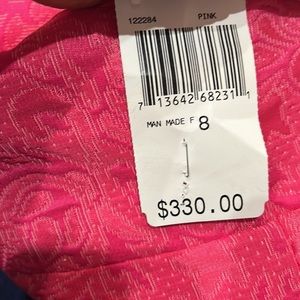 122284 PINK
7 13642 68231 1
MAN MADE F 8
$330.00